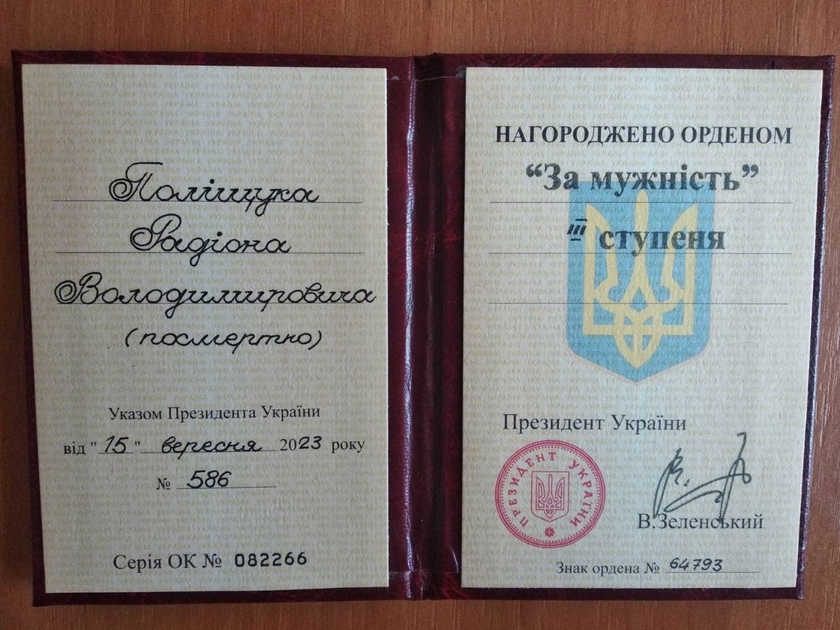 Поліщука
Радіона
Володимировича
(посмертно)
Указом Президента України
від "15" вересня 2023 року
№ 586
Серія ОК № 082266
НАГОРОДЖЕНО ОРДЕНОМ
“За мужність”
III ступеня
Президент України
ПРЕЗИДЕНТ УКРАЇНИ
В.Зеленський
Знак ордена № 64793